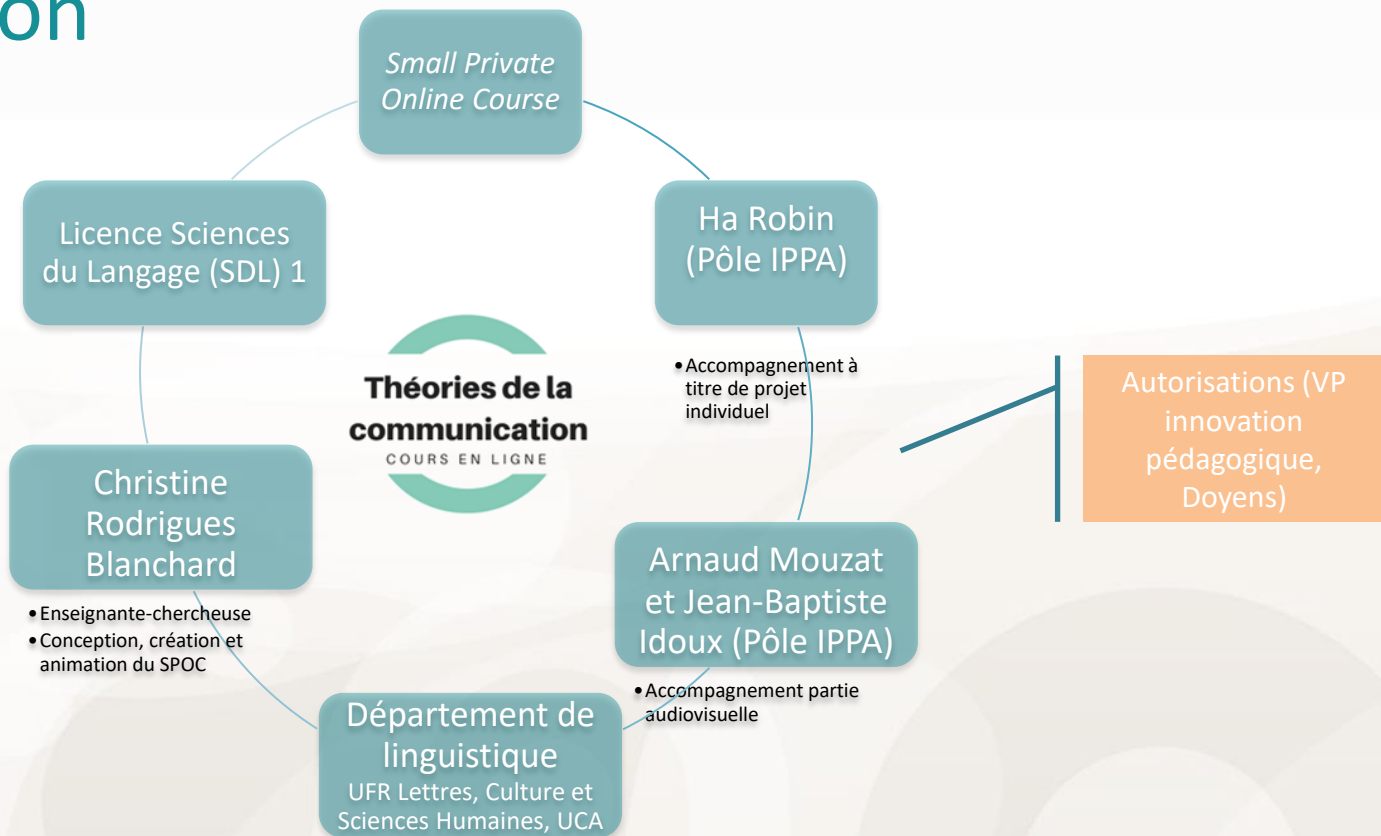 on
Small Private
Online Course
Ha Robin
(Pôle IPPA)
•Accompagnement à
titre de projet
individuel
Autorisations (VP
innovation
pédagogique,
Doyens)
Arnaud Mouzat
et Jean-Baptiste
Idoux (Pôle IPPA)
•Accompagnement partie
audiovisuelle
Département de
linguistique
UFR Lettres, Culture et
Sciences Humaines, UCA
Christine
Rodrigues
Blanchard
•Enseignante-chercheuse
•Conception, création et
animation du SPOC
Licence Sciences
du Langage (SDL) 1
Théories de la
communication
COURS EN LIGNE